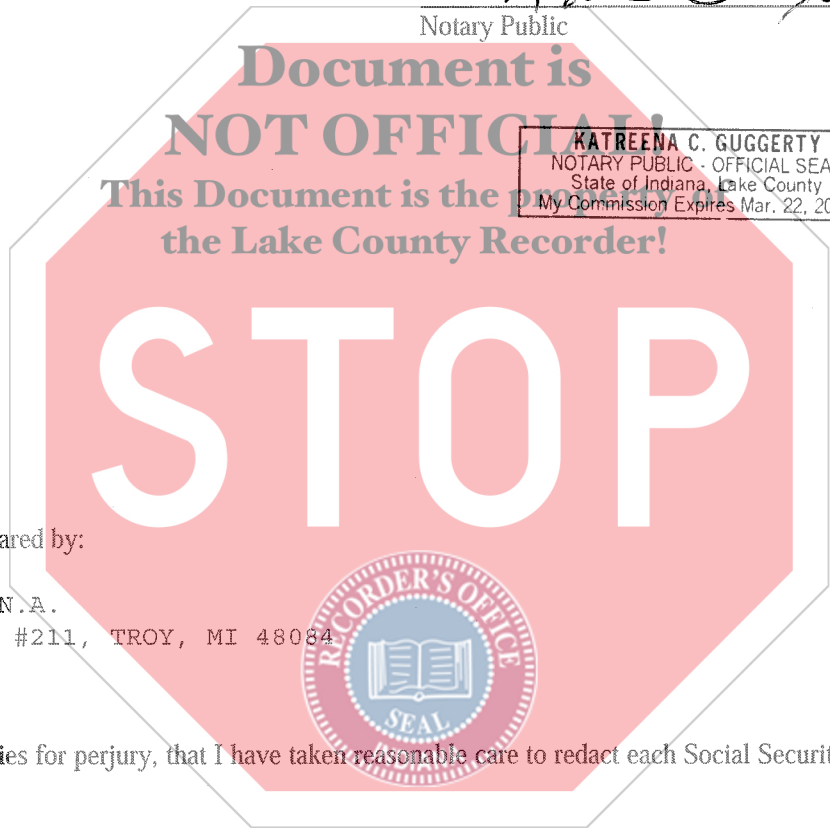 Notary Public
Document is
NOT OFFICIAL!
This Document is the property of
the Lake County Recorder!
KATREENA C. GUGGERTY
NOTARY PUBLIC - OFFICIAL SEA
State of Indiana, Lake County
My Commission Expires Mar. 22, 20
STOP
ared by:
N.A.
#211, TROY, MI 48084
RECORDER'S OFFICE
SEAL
INDIANA
ies for perjury, that I have taken reasonable care to redact each Social Securit